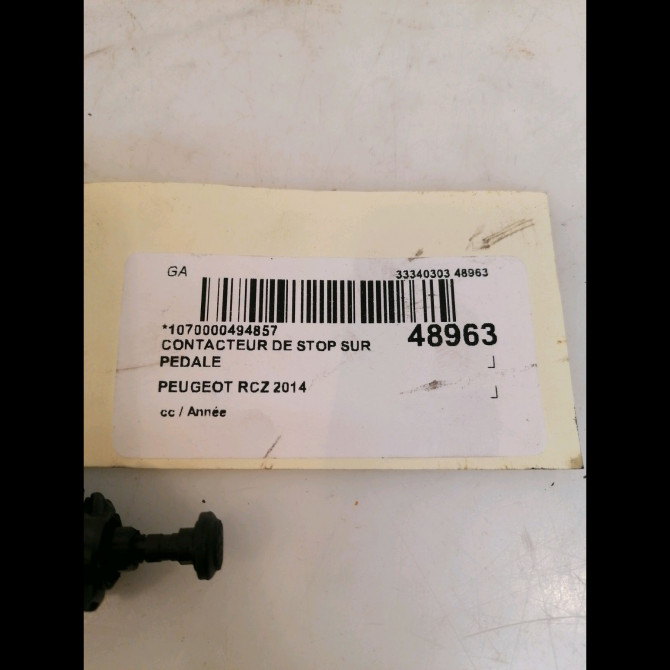 GA
33340303 48963
*1070000494857
48963
CONTACTEUR DE STOP SUR
PEDALE
PEUGEOT RCZ 2014
cc / Année